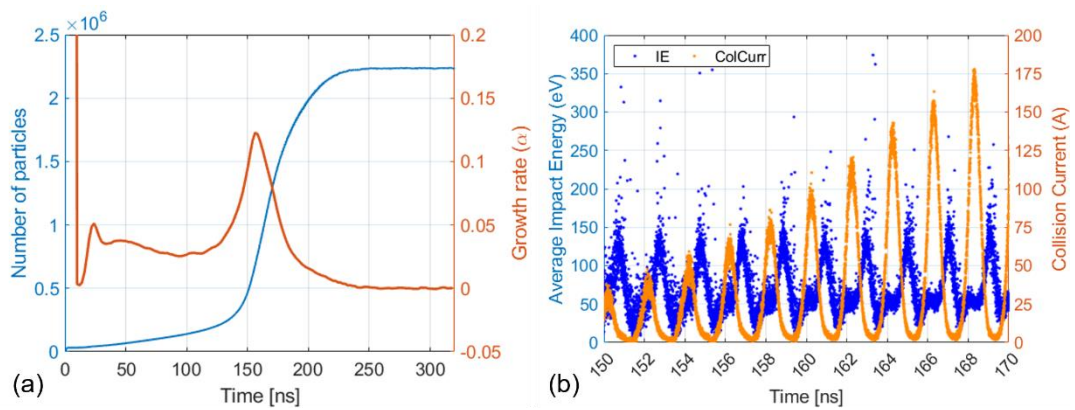 ×10⁶
2.5
2
1.5
1
0.5
0
Number of particles
0.2
0.15
0.1
0.05
0
-0.05
Growth rate (α)
0 50 100 150 200 250 300
Time [ns]
(a)
IE ColCurr
400
350
300
250
200
150
100
50
0
Average Impact Energy (eV)
200
175
150
125
100
75
50
25
0
Collision Current (A)
150 152 154 156 158 160 162 164 166 168 170
Time [ns]
(b)